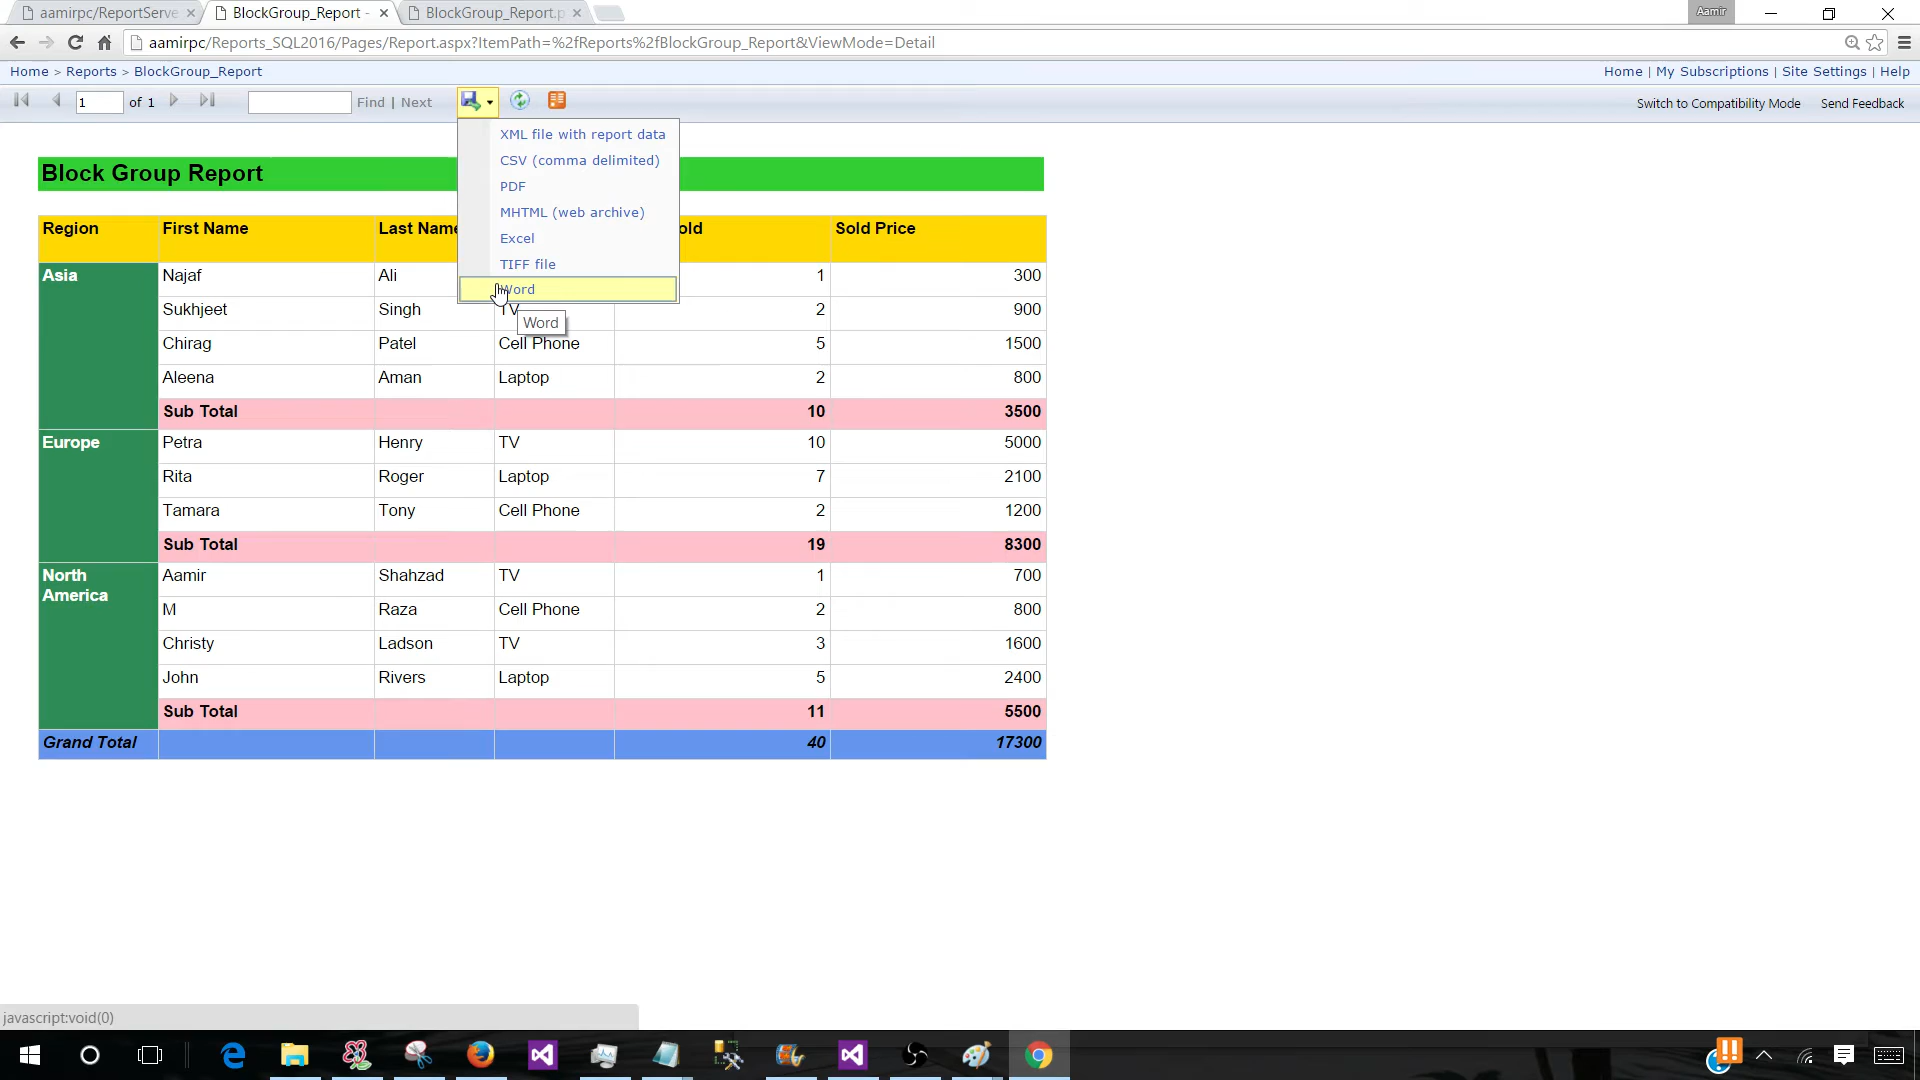 aamirpc/ReportServe
BlockGroup_Report -
BlockGroup_Report.p
Aamir
aamirpc/Reports_SQL2016/Pages/Report.aspx?ItemPath=%2fReports%2fBlockGroup_Report&ViewMode=Detail
Home > Reports > BlockGroup_Report
Home | My Subscriptions | Site Settings | Help
1 of 1 Find | Next
Switch to Compatibility Mode Send Feedback
XML file with report data
CSV (comma delimited)
PDF
MHTML (web archive)
Excel
TIFF file
Word
Word
Block Group Report
Region First Name Last Name old Sold Price
Asia Najaf Ali 1 300
Sukhjeet Singh TV 2 900
Chirag Patel Cell Phone 5 1500
Aleena Aman Laptop 2 800
Sub Total 10 3500
Europe Petra Henry TV 10 5000
Rita Roger Laptop 7 2100
Tamara Tony Cell Phone 2 1200
Sub Total 19 8300
North America Aamir Shahzad TV 1 700
M Raza Cell Phone 2 800
Christy Ladson TV 3 1600
John Rivers Laptop 5 2400
Sub Total 11 5500
Grand Total 40 17300
javascript:void(0)